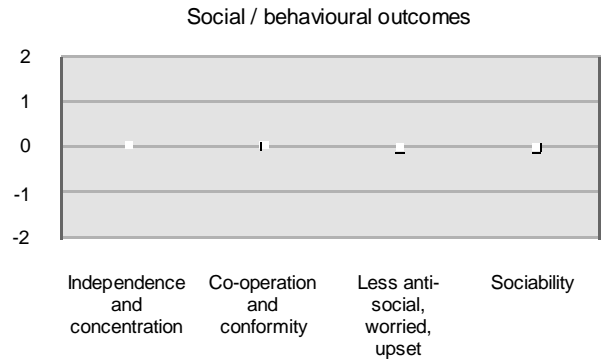 Social / behavioural outcomes
2
1
0
-1
-2
Independence
and
concentration
Co-operation
and
conformity
Less anti-
social,
worried,
upset
Sociability